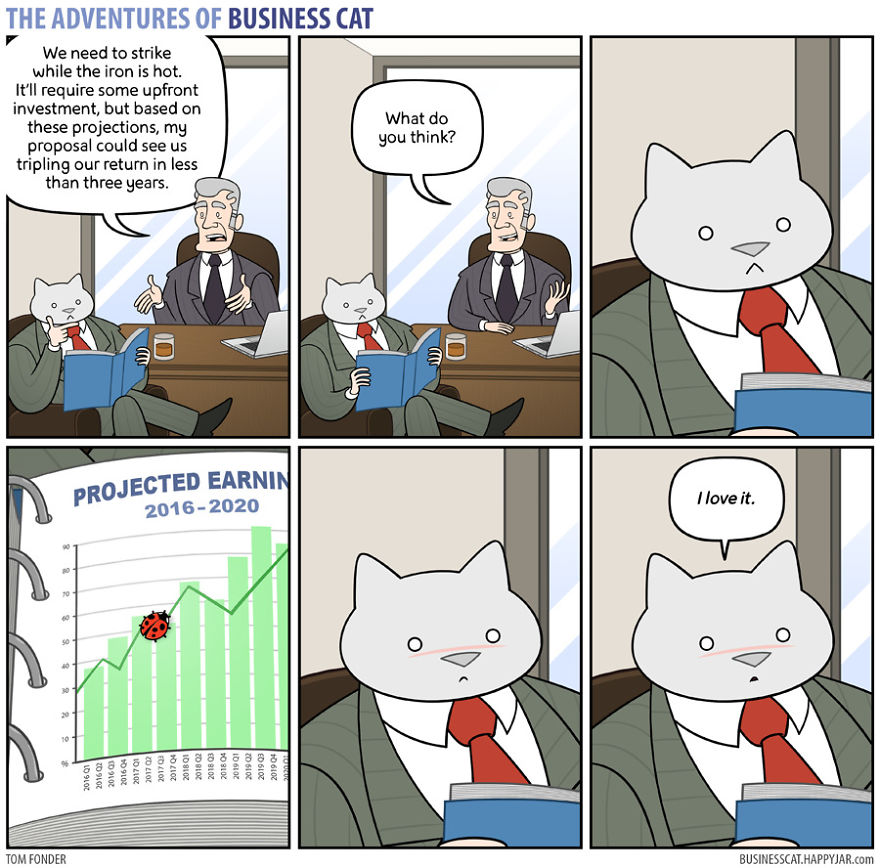 THE ADVENTURES OF BUSINESS CAT
We need to strike
while the iron is hot.
It'll require some upfront
investment, but based on
these projections, my
proposal could see us
tripling our return in less
than three years.
What do
you think?
PROJECTED EARNIN
2016-2020
90
80
70
60
50
40
30
20
10
%
2016 Q1
2016 Q2
2016 Q3
2016 Q4
2017 Q1
2017 Q2
2017 Q3
2017 Q4
2018 Q1
2018 Q2
2018 Q3
2018 Q4
2019 Q1
2019 Q2
2019 Q3
2019 Q4
2020 Q1
I love it.
TOM FONDER
BUSINESSCAT.HAPPYJAR.com